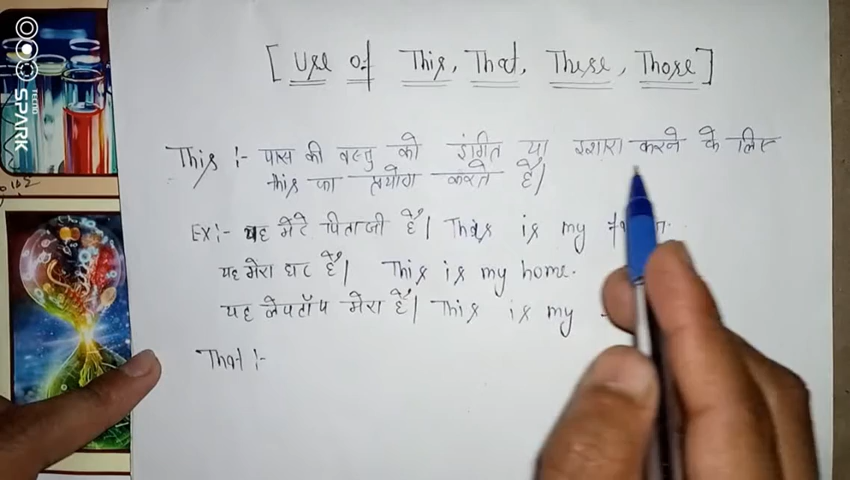 [ Use of This, That, These, Those ]
This :- पास की वस्तु को इंगीत या इशारा करने के लिए
this का प्रयोग करते हैं|
Ex:- यह मेरे पिताजी हैं| This is my
यह मेरा घर हैं| This is my home.
यह लेपटॉप मेरा हैं| This is my
That :-
SPARK
TECNO